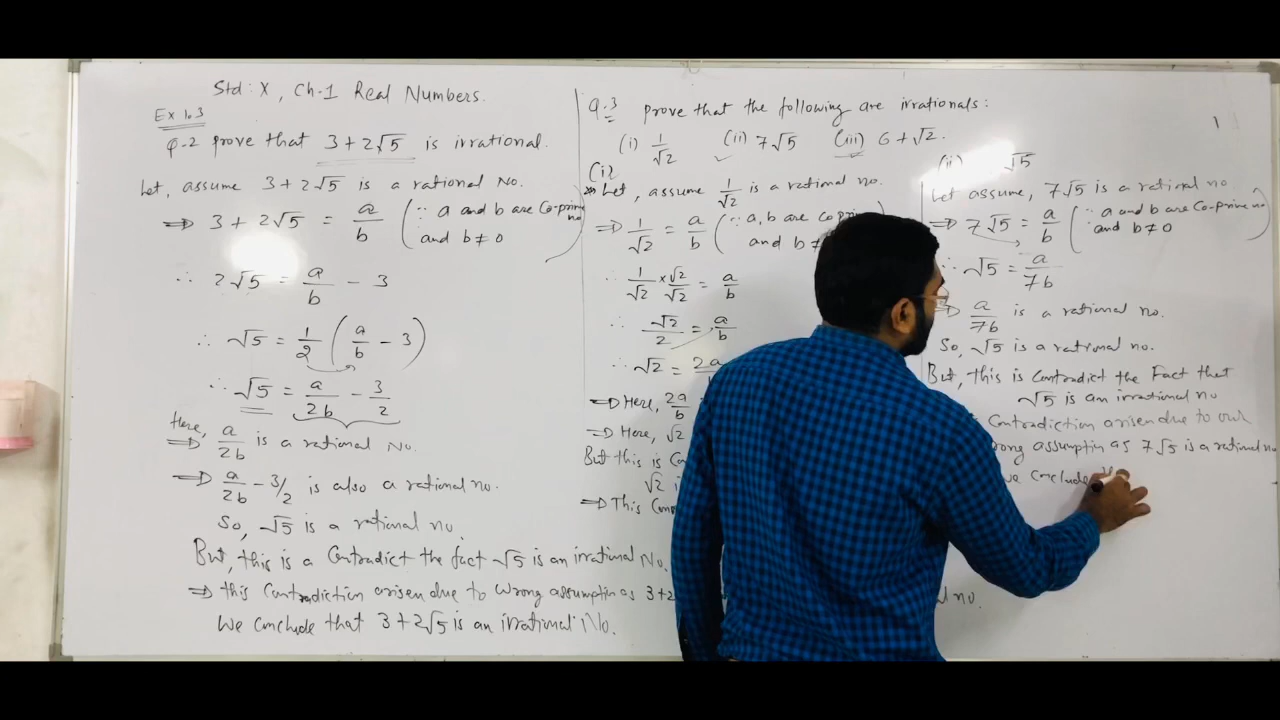 Std: X, Ch-1 Real Numbers.
Ex 1.3
Q.2 prove that 3+2√5 is irrational.
Let, assume 3+2√5 is a rational No.
⇒ 3+2√5 = a/b (∵ a and b are Co-prime no
and b≠0)
∴ 2√5 = a/b - 3
∴ √5 = 1/2 (a/b - 3)
∴ √5 = a/2b - 3/2
Here,
⇒ a/2b is a rational No.
⇒ a/2b - 3/2 is also a rational no.
So, √5 is a rational no.
But, this is a Contradict the fact √5 is an irrational No.
⇒ this Contradiction arisen due to wrong assumption as 3+2
We conclude that 3+2√5 is an irrational No.
Q.3 prove that the following are irrationals:
(i) 1/√2 (ii) 7√5 (iii) 6+√2.
(i)
Let, assume 1/√2 is a rational no.
⇒ 1/√2 = a/b (∵ a, b are
and b≠
∴ 1/√2 × √2/√2 = a/b
∴ √2/2 = a/b
∴ √2 = 2a
⇒ Here, 2a/b
⇒ Here, √2
But this is
√2
⇒ This
l no.
1
(ii) √5
Let assume, 7√5 is a rational no
⇒ 7√5 = a/b (∵ a and b are Co-prime no
and b≠0)
∴ √5 = a/7b
a/7b is a rational no.
So, √5 is a rational no.
But, this is Contradict the Fact that
√5 is an irrational no
Contradiction arisen due to our
assumption as 7√5 is a rational no
we conclude